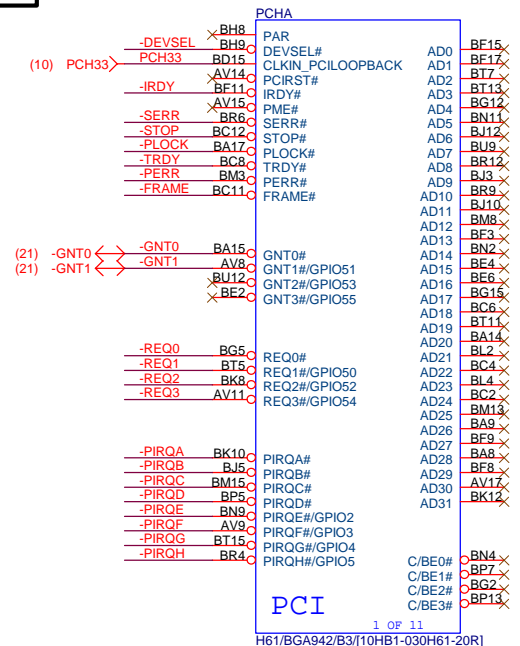 PCHA
BH8 PAR
-DEVSEL BH9 DEVSEL# AD0 BF15
(10) PCH33 PCH33 BD15 CLKIN_PCILOOPBACK AD1 BF17
AV14 PCIRST# AD2 BT7
-IRDY BF11 IRDY# AD3 BT13
AV15 PME# AD4 BG12
-SERR BR6 SERR# AD5 BN11
-STOP BC12 STOP# AD6 BJ12
-PLOCK BA17 PLOCK# AD7 BU9
-TRDY BC8 TRDY# AD8 BR12
-PERR BM3 PERR# AD9 BJ3
-FRAME BC11 FRAME# AD10 BR9
AD11 BJ10
AD12 BM8
AD13 BF3
(21) -GNT0 -GNT0 BA15 GNT0# AD14 BN2
(21) -GNT1 -GNT1 AV8 GNT1#/GPIO51 AD15 BE4
BU12 GNT2#/GPIO53 AD16 BE6
BE2 GNT3#/GPIO55 AD17 BG15
AD18 BC6
AD19 BT11
AD20 BA14
-REQ0 BG5 REQ0# AD21 BL2
-REQ1 BT5 REQ1#/GPIO50 AD22 BC4
-REQ2 BK8 REQ2#/GPIO52 AD23 BL4
-REQ3 AV11 REQ3#/GPIO54 AD24 BC2
AD25 BM13
AD26 BA9
AD27 BF9
-PIRQA BK10 PIRQA# AD28 BA8
-PIRQB BJ5 PIRQB# AD29 BF8
-PIRQC BM15 PIRQC# AD30 AV17
-PIRQD BP5 PIRQD# AD31 BK12
-PIRQE BN9 PIRQE#/GPIO2
-PIRQF AV9 PIRQF#/GPIO3
-PIRQG BT15 PIRQG#/GPIO4
-PIRQH BR4 PIRQH#/GPIO5 C/BE0# BN4
C/BE1# BP7
C/BE2# BG2
PCI C/BE3# BP13
1 OF 11
H61/BGA942/B3/[10HB1-030H61-20R]